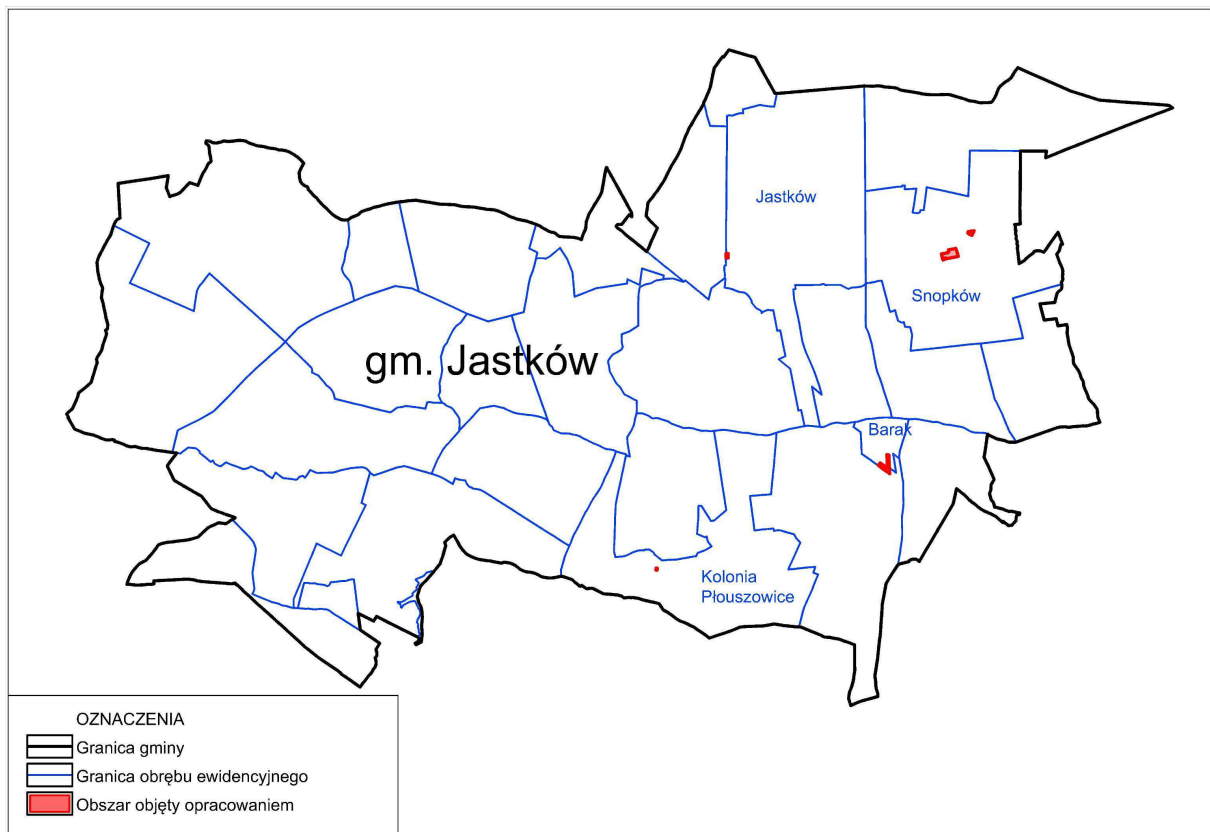 Jastków
Snopków
gm. Jastków
Barak
Kolonia
Płouszowice
OZNACZENIA
Granica gminy
Granica obrębu ewidencyjnego
Obszar objęty opracowaniem